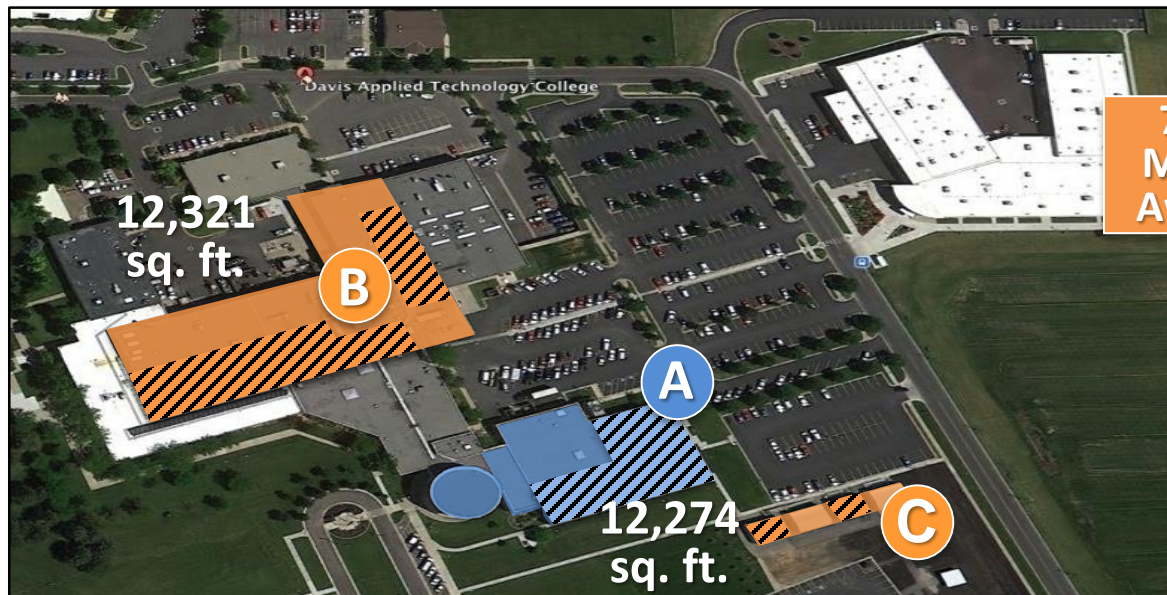 Davis Applied Technology College
12,321
sq. ft.
B
A
12,274
sq. ft.
C